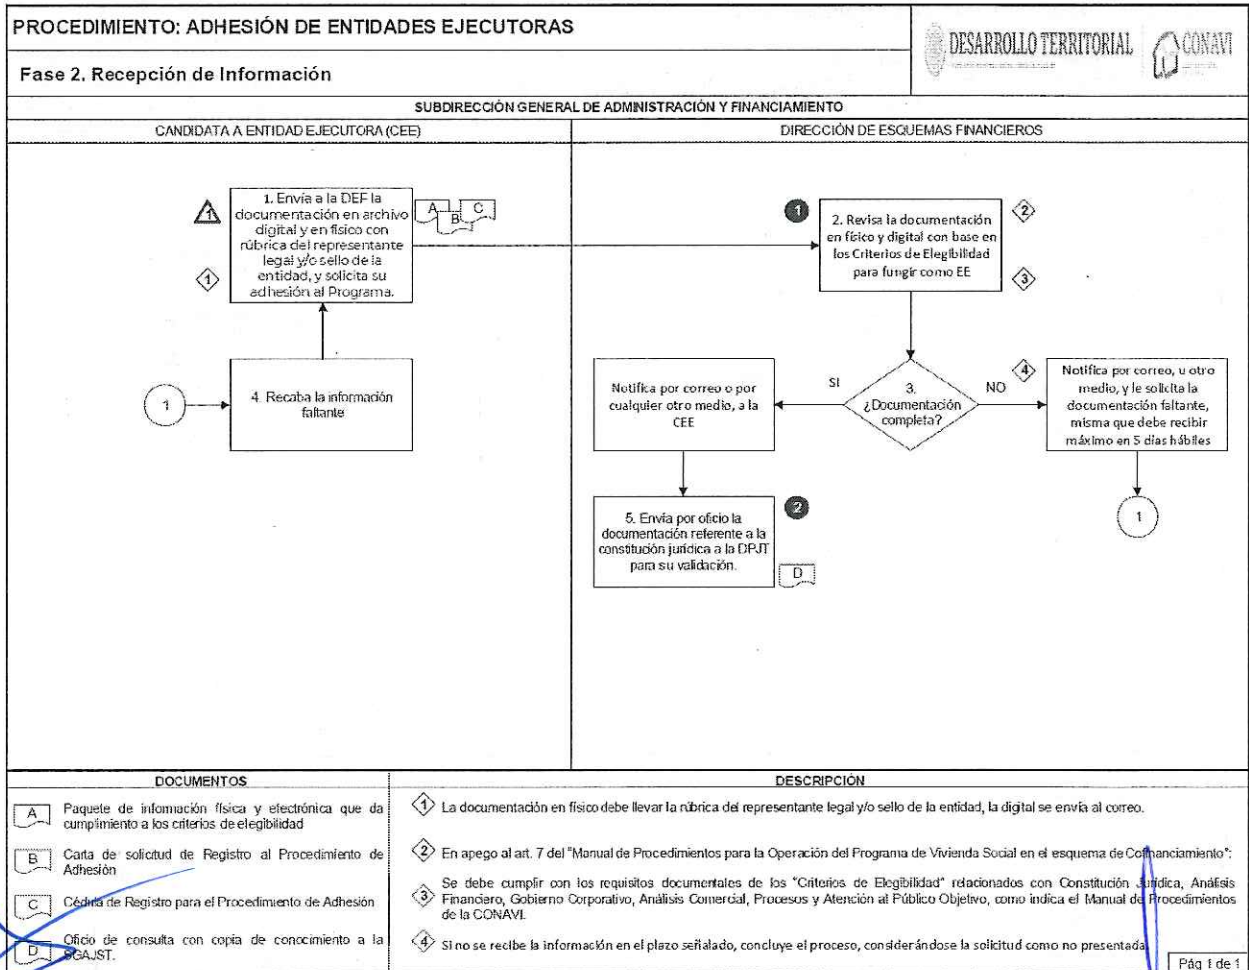 PROCEDIMIENTO: ADHESIÓN DE ENTIDADES EJECUTORAS
DESARROLLO TERRITORIAL
CONAVI
Fase 2. Recepción de Información
SUBDIRECCIÓN GENERAL DE ADMINISTRACIÓN Y FINANCIAMIENTO
CANDIDATA A ENTIDAD EJECUTORA (CEE)
DIRECCIÓN DE ESQUEMAS FINANCIEROS
1
1
1. Envía a la DEF la
documentación en archivo
digital y en físico con
rúbrica del representante
legal y/o sello de la
entidad, y solicita su
adhesión al Programa.
A
B
C
1
4. Recaba la información
faltante
1
2. Revisa la documentación
en físico y digital con base en
los Criterios de Elegibilidad
para fungir como EE
2
3
3.
¿Documentación
completa?
SI
NO
Notifica por correo o por
cualquier otro medio, a la
CEE
4
Notifica por correo, u otro
medio, y le solicita la
documentación faltante,
misma que debe recibir
máximo en 5 días hábiles
1
5. Envía por oficio la
documentación referente a la
constitución jurídica a la DPJT
para su validación.
2
D
DOCUMENTOS
A Paquete de información física y electrónica que da
cumplimiento a los criterios de elegibilidad
B Carta de solicitud de Registro al Procedimiento de
Adhesión
C Cédula de Registro para el Procedimiento de Adhesión
D Oficio de consulta con copia de conocimiento a la
SGAJST.
DESCRIPCIÓN
1 La documentación en físico debe llevar la rúbrica del representante legal y/o sello de la entidad, la digital se envía al correo.
2 En apego al art. 7 del "Manual de Procedimientos para la Operación del Programa de Vivienda Social en el esquema de Cofinanciamiento":
3 Se debe cumplir con los requisitos documentales de los "Criterios de Elegibilidad" relacionados con Constitución Jurídica, Análisis
Financiero, Gobierno Corporativo, Análisis Comercial, Procesos y Atención al Público Objetivo, como indica el Manual de Procedimientos
de la CONAVI.
4 Si no se recibe la información en el plazo señalado, concluye el proceso, considerándose la solicitud como no presentada
Pág 1 de 1